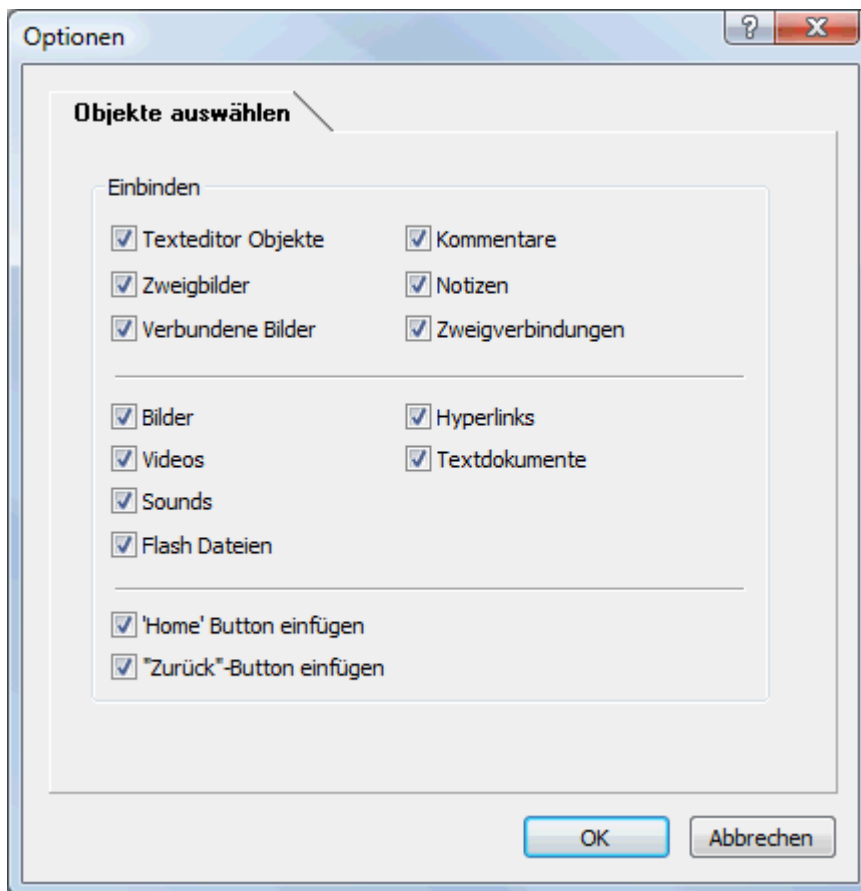 Optionen
Objekte auswählen
Einbinden
Texteditor Objekte
Kommentare
Zweigbilder
Notizen
Verbundene Bilder
Zweigverbindungen
Bilder
Hyperlinks
Videos
Textdokumente
Sounds
Flash Dateien
'Home' Button einfügen
"Zurück"-Button einfügen
OK
Abbrechen